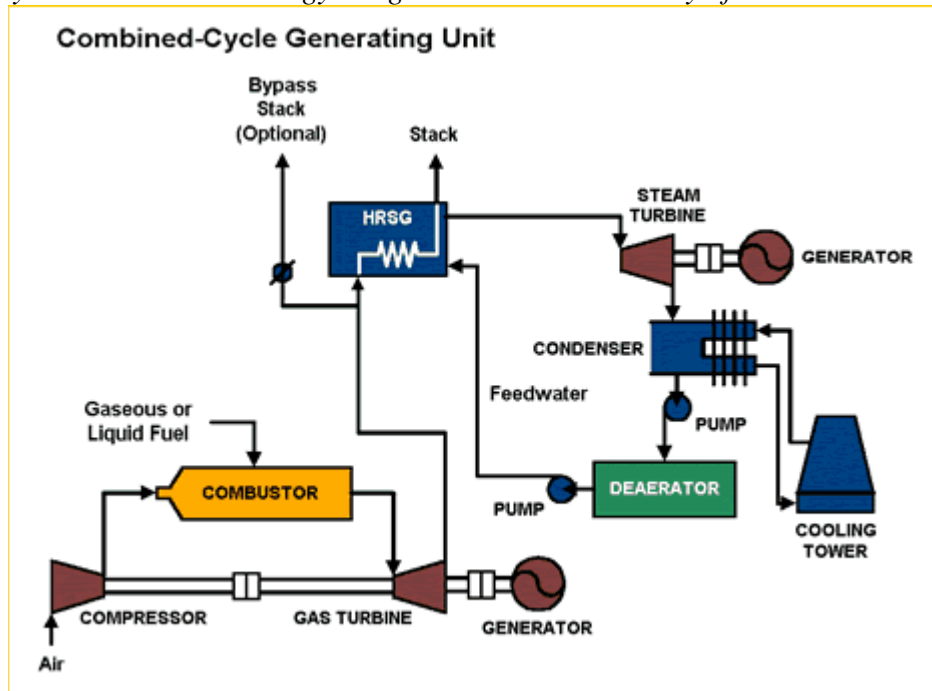 Combined-Cycle Generating Unit
Bypass
Stack
(Optional)
Stack
HRSG
STEAM
TURBINE
GENERATOR
CONDENSER
Feedwater
PUMP
Gaseous or
Liquid Fuel
COMBUSTOR
PUMP
DEAERATOR
COOLING
TOWER
COMPRESSOR
GAS TURBINE
GENERATOR
Air